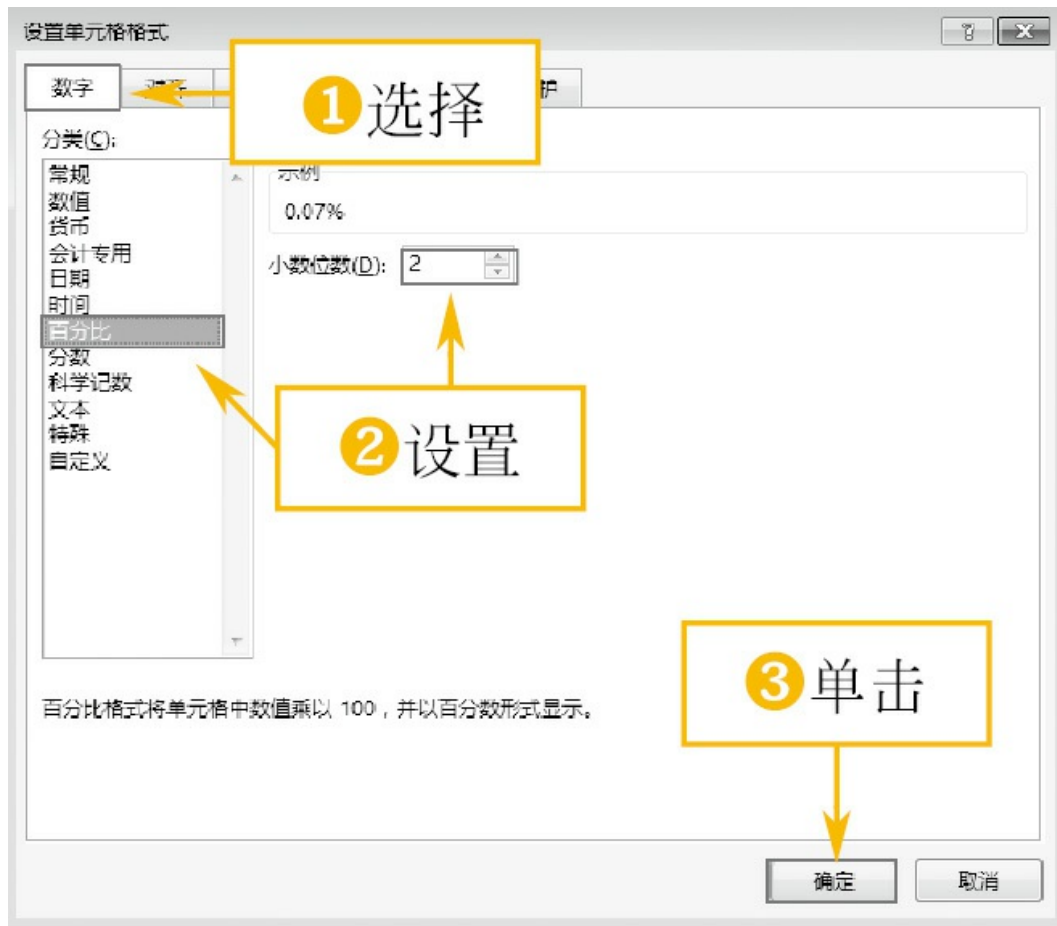 设置单元格格式
数字
❶选择
护
分类(C):
常规
数值
货币
会计专用
日期
时间
百分比
分数
科学记数
文本
特殊
自定义
示例
0.07%
小数位数(D): 2
❷设置
百分比格式将单元格中数值乘以 100，并以百分数形式显示。
❸单击
确定
取消